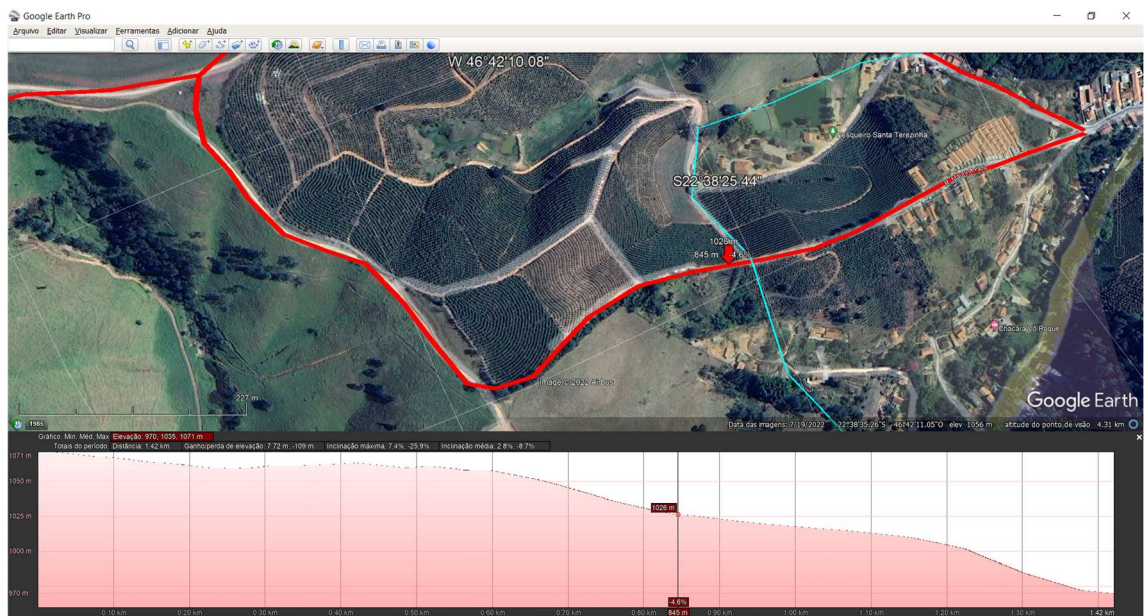 Google Earth Pro
Arquivo Editar Visualizar Ferramentas Adicionar Ajuda
W 46°42'10.08"
Pesqueiro Santa Terezinha
S22°38'25.44"
1026 m
845 m -4.6%
Chácara Vo Roque
Image © 2022 Airbus
227 m
Google Earth
1985
Data das imagens: 7/19/2022 22°38'35.26"S 46°42'11.05"O elev 1056 m altitude do ponto de visão 4.31 km
Gráfico: Mín, Méd, Máx Elevação: 970, 1035, 1071 m
Totais do período Distância: 1.42 km Ganho/perda de elevação: 7.72 m, -109 m Inclinação máxima: 7.4%, -25.9% Inclinação média: 2.8%, -8.7%
1071 m
1050 m
1026 m
1025 m
1000 m
970 m
-4.6%
0.10 km 0.20 km 0.30 km 0.40 km 0.50 km 0.60 km 0.70 km 845 m 0.90 km 1.00 km 1.10 km 1.20 km 1.30 km 1.42 km